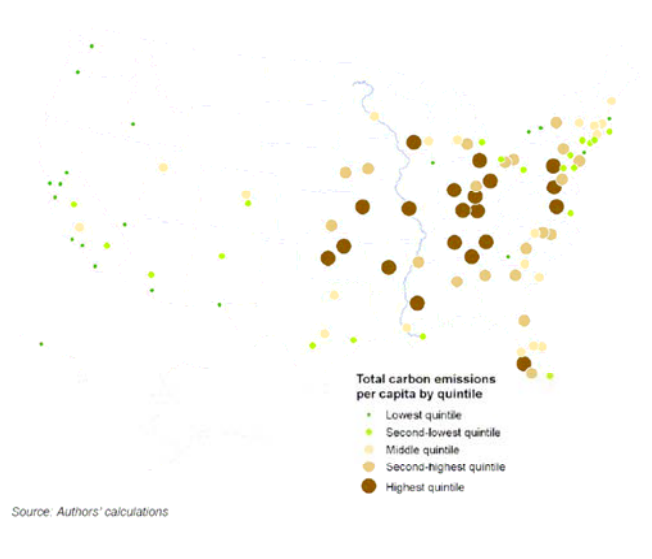 Total carbon emissions
per capita by quintile
Lowest quintile
Second-lowest quintile
Middle quintile
Second-highest quintile
Highest quintile
Source: Authors' calculations